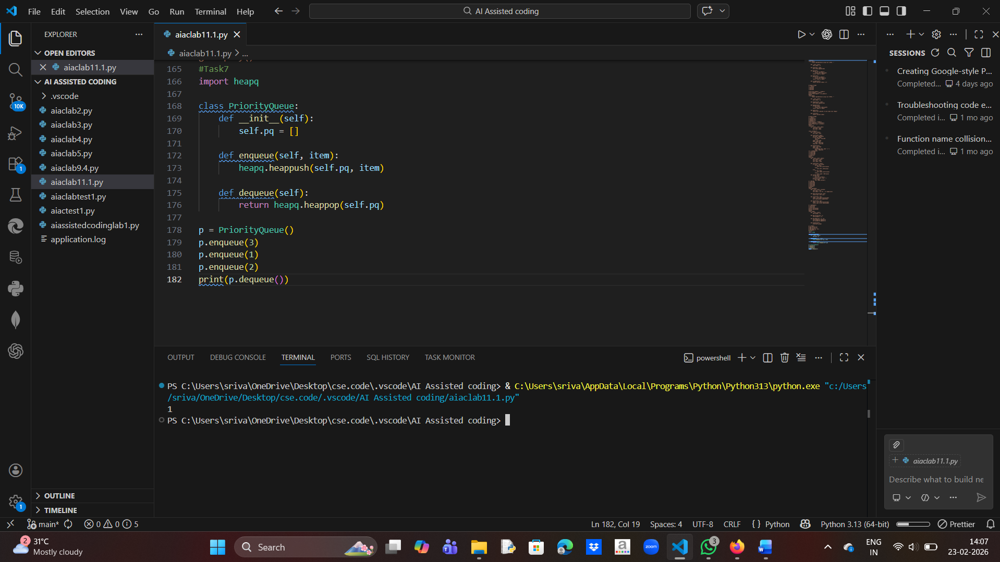 File Edit Selection View Go Run Terminal Help
AI Assisted coding
EXPLORER
OPEN EDITORS
aiaclab11.1.py
AI ASSISTED CODING
.vscode
aiaclab2.py
aiaclab3.py
aiaclab4.py
aiaclab5.py
aiaclab9.4.py
aiaclab11.1.py
aiaclabtest1.py
aiactest1.py
aiassistedcodinglab1.py
application.log
OUTLINE
TIMELINE
10K
1
1
aiaclab11.1.py
aiaclab11.1.py > ...
165 #Task7
166 import heapq
167
168 class PriorityQueue:
169 def __init__(self):
170 self.pq = []
171
172 def enqueue(self, item):
173 heapq.heappush(self.pq, item)
174
175 def dequeue(self):
176 return heapq.heappop(self.pq)
177
178 p = PriorityQueue()
179 p.enqueue(3)
180 p.enqueue(1)
181 p.enqueue(2)
182 print(p.dequeue())
OUTPUT DEBUG CONSOLE TERMINAL PORTS SQL HISTORY TASK MONITOR
powershell
PS C:\Users\sriva\OneDrive\Desktop\cse.code\.vscode\AI Assisted coding> & C:\Users\sriva\AppData\Local\Programs\Python\Python313\python.exe "c:/Users
/sriva/OneDrive/Desktop/cse.code/.vscode/AI Assisted coding/aiaclab11.1.py"
1
PS C:\Users\sriva\OneDrive\Desktop\cse.code\.vscode\AI Assisted coding>
SESSIONS
Creating Google-style P...
Completed... 4 days ago
Troubleshooting code e...
Completed i... 1 mo ago
Function name collision...
Completed i... 1 mo ago
aiaclab11.1.py
Describe what to build ne
main* 0 0 5
Ln 182, Col 19 Spaces: 4 UTF-8 CRLF {} Python Python 3.13 (64-bit) Prettier
2
31°C
Mostly cloudy
Search
zoom
3
ENG
IN
14:07
23-02-2026